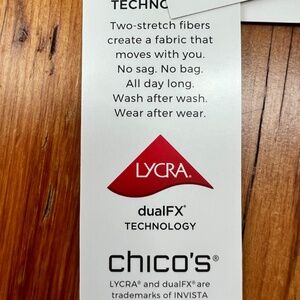 TECHNO
Two-stretch fibers
create a fabric that
moves with you.
No sag. No bag.
All day long.
Wash after wash.
Wear after wear.
LYCRA®
dualFX®
TECHNOLOGY
chico's®
LYCRA® and dualFX® are
trademarks of INVISTA